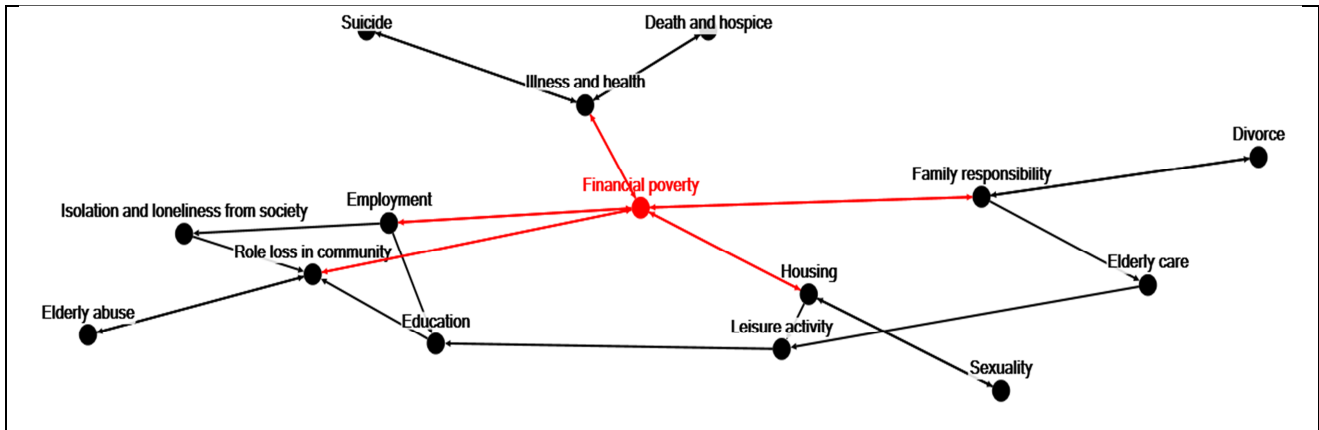 Suicide
Death and hospice
Illness and health
Divorce
Family responsibility
Financial poverty
Employment
Isolation and loneliness from society
Role loss in community
Elderly care
Housing
Elderly abuse
Education
Leisure activity
Sexuality